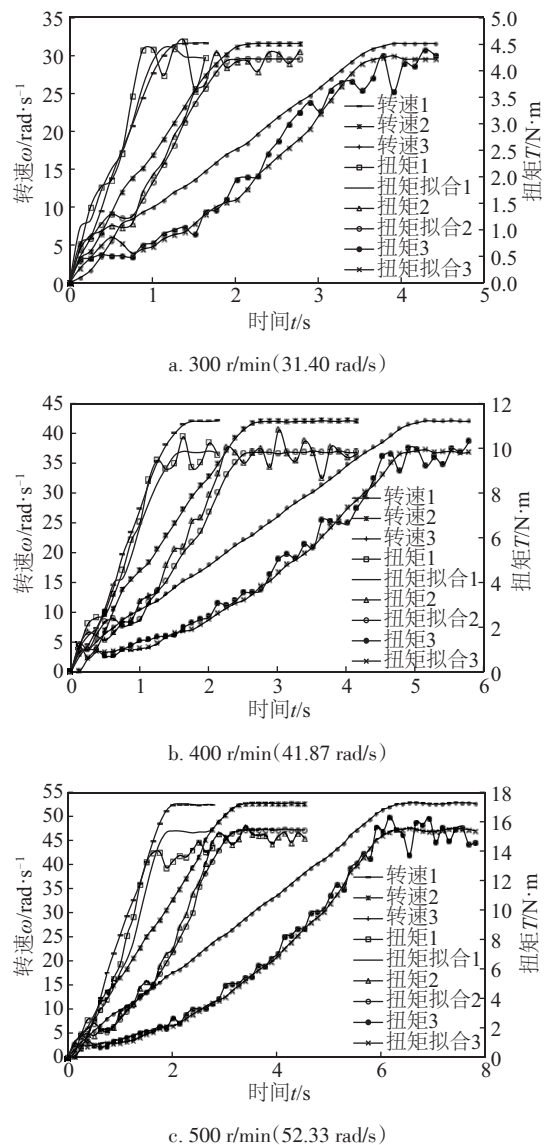 35
30
25
20
15
10
5
0
转速ω/rad·s⁻¹
5.0
4.5
4.0
3.5
3.0
2.5
2.0
1.5
1.0
0.5
0.0
扭矩T/N·m
转速1
转速2
转速3
扭矩1
扭矩拟合1
扭矩2
扭矩拟合2
扭矩3
扭矩拟合3
0 1 2 3 4 5
时间t/s
a. 300 r/min(31.40 rad/s)
45
40
35
30
25
20
15
10
5
0
转速ω/rad·s⁻¹
12
10
8
6
4
2
0
扭矩T/N·m
转速1
转速2
转速3
扭矩1
扭矩拟合1
扭矩2
扭矩拟合2
扭矩3
扭矩拟合3
0 1 2 3 4 5 6
时间t/s
b. 400 r/min(41.87 rad/s)
55
50
45
40
35
30
25
20
15
10
5
0
转速ω/rad·s⁻¹
18
16
14
12
10
8
6
4
2
0
扭矩T/N·m
转速1
转速2
转速3
扭矩1
扭矩拟合1
扭矩2
扭矩拟合2
扭矩3
扭矩拟合3
0 2 4 6 8
时间t/s
c. 500 r/min(52.33 rad/s)